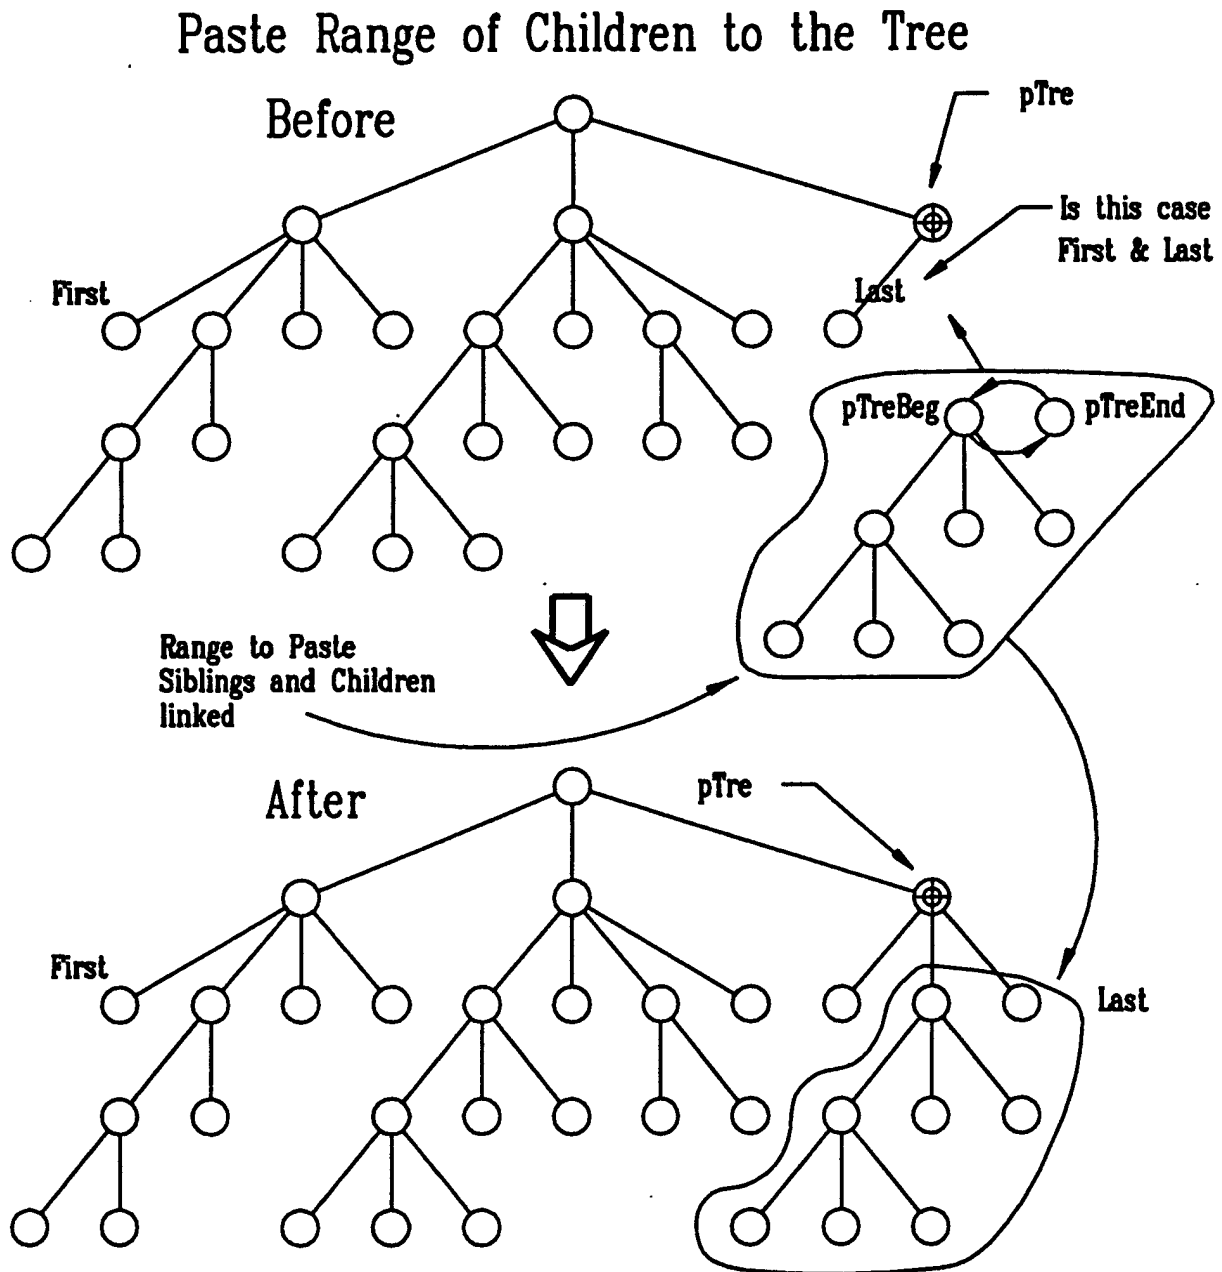 Paste Range of Children to the Tree
Before
pTre
Is this case
First & Last
First
Last
pTreBeg
pTreEnd
Range to Paste
Siblings and Children
linked
After
pTre
First
Last